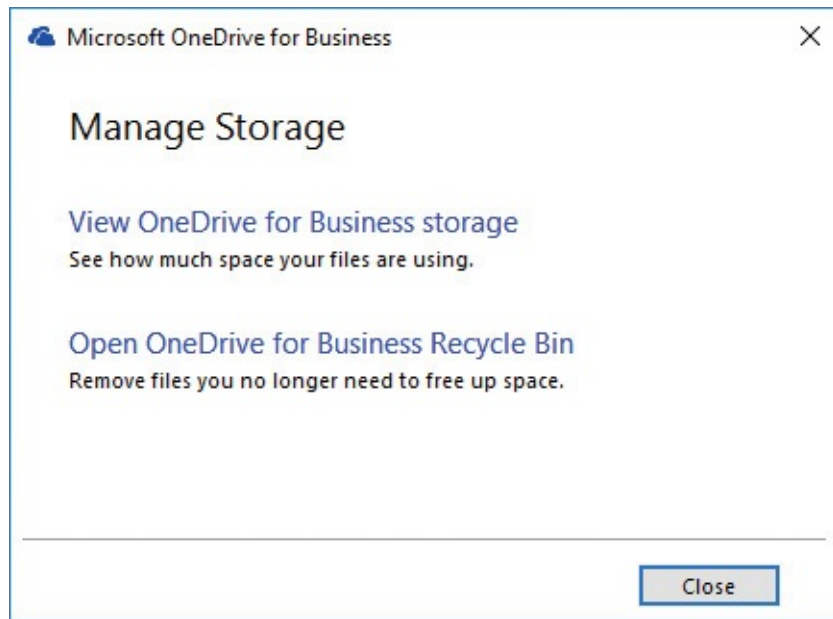 Microsoft OneDrive for Business
Manage Storage
View OneDrive for Business storage
See how much space your files are using.
Open OneDrive for Business Recycle Bin
Remove files you no longer need to free up space.
Close